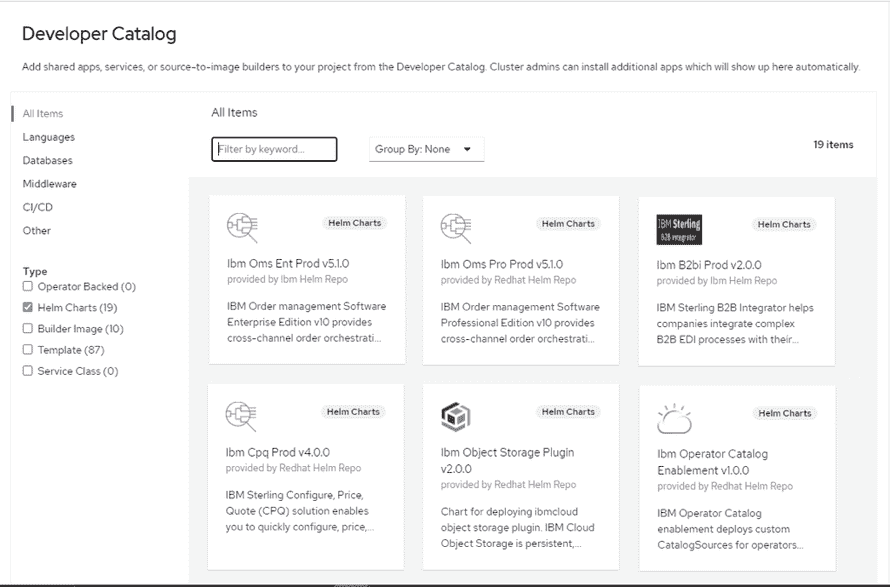 Developer Catalog
Add shared apps, services, or source-to-image builders to your project from the Developer Catalog. Cluster admins can install additional apps which will show up here automatically.
All Items
Languages
Databases
Middleware
CI/CD
Other
Type
Operator Backed (0)
Helm Charts (19)
Builder Image (10)
Template (87)
Service Class (0)
All Items
Filter by keyword...
Group By: None
19 items
Helm Charts
Ibm Oms Ent Prod v5.1.0
provided by Ibm Helm Repo
IBM Order management Software
Enterprise Edition v10 provides
cross-channel order orchestrati...
Helm Charts
Ibm Oms Pro Prod v5.1.0
provided by Redhat Helm Repo
IBM Order management Software
Professional Edition v10 provides
cross-channel order orchestrati...
IBM Sterling
B2B Integrator
Helm Charts
Ibm B2bi Prod v2.0.0
provided by Ibm Helm Repo
IBM Sterling B2B Integrator helps
companies integrate complex
B2B EDI processes with their...
Helm Charts
Ibm Cpq Prod v4.0.0
provided by Redhat Helm Repo
IBM Sterling Configure, Price,
Quote (CPQ) solution enables
you to quickly configure, price,...
Helm Charts
Ibm Object Storage Plugin
v2.0.0
provided by Redhat Helm Repo
Chart for deploying ibmcloud
object storage plugin. IBM Cloud
Object Storage is persistent,...
Helm Charts
Ibm Operator Catalog
Enablement v1.0.0
provided by Redhat Helm Repo
IBM Operator Catalog
enablement deploys custom
CatalogSources for operators...